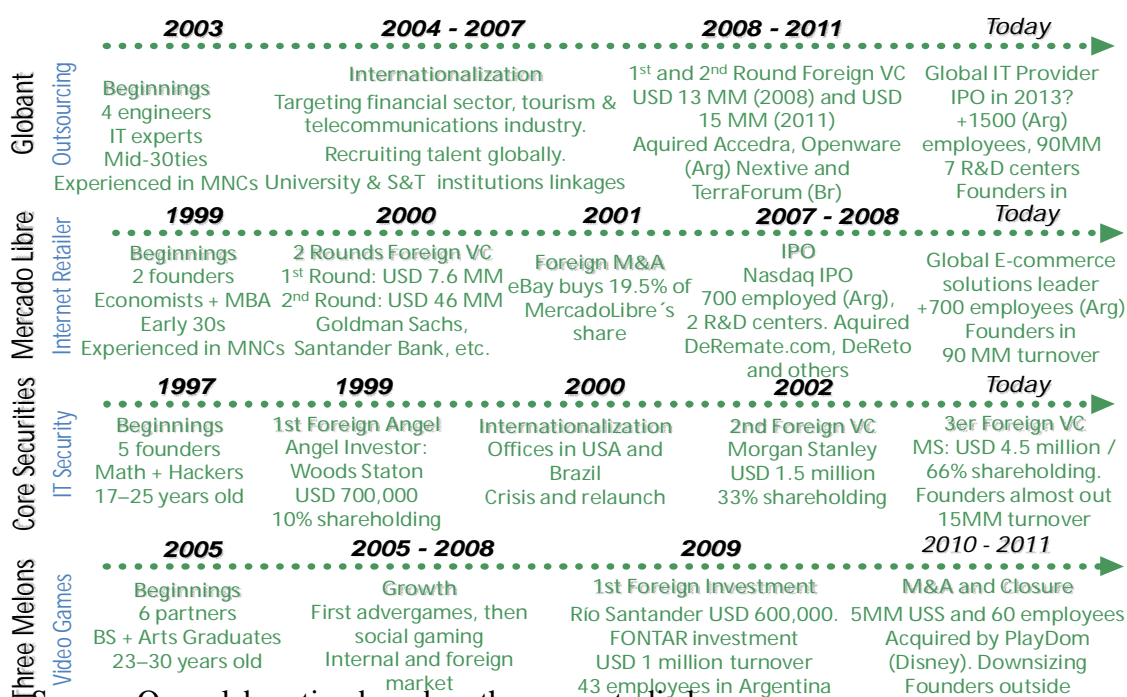 Globant
Outsourcing
2003
Beginnings
4 engineers
IT experts
Mid-30ties
Experienced in MNCs
2004 - 2007
Internationalization
Targeting financial sector, tourism &
telecommunications industry.
Recruiting talent globally.
University & S&T institutions linkages
2008 - 2011
1st and 2nd Round Foreign VC
USD 13 MM (2008) and USD
15 MM (2011)
Aquired Accedra, Openware
(Arg) Nextive and
TerraForum (Br)
Today
Global IT Provider
IPO in 2013?
+1500 (Arg)
employees, 90MM
7 R&D centers
Founders in
Mercado Libre
Internet Retailer
1999
Beginnings
2 founders
Economists + MBA
Early 30s
Experienced in MNCs
2000
2 Rounds Foreign VC
1st Round: USD 7.6 MM
2nd Round: USD 46 MM
Goldman Sachs,
Santander Bank, etc.
2001
Foreign M&A
eBay buys 19.5% of
MercadoLibre´s
share
2007 - 2008
IPO
Nasdaq IPO
700 employed (Arg),
2 R&D centers. Aquired
DeRemate.com, DeReto
and others
Today
Global E-commerce
solutions leader
+700 employees (Arg)
Founders in
90 MM turnover
Core Securities
IT Security
1997
Beginnings
5 founders
Math + Hackers
17–25 years old
1999
1st Foreign Angel
Angel Investor:
Woods Staton
USD 700,000
10% shareholding
2000
Internationalization
Offices in USA and
Brazil
Crisis and relaunch
2002
2nd Foreign VC
Morgan Stanley
USD 1.5 million
33% shareholding
Today
3er Foreign VC
MS: USD 4.5 million /
66% shareholding.
Founders almost out
15MM turnover
Three Melons
Video Games
2005
Beginnings
6 partners
BS + Arts Graduates
23–30 years old
2005 - 2008
Growth
First advergames, then
social gaming
Internal and foreign
market
2009
1st Foreign Investment
Río Santander USD 600,000.
FONTAR investment
USD 1 million turnover
43 employees in Argentina
2010 - 2011
M&A and Closure
5MM USS and 60 employees
Acquired by PlayDom
(Disney). Downsizing
Founders outside